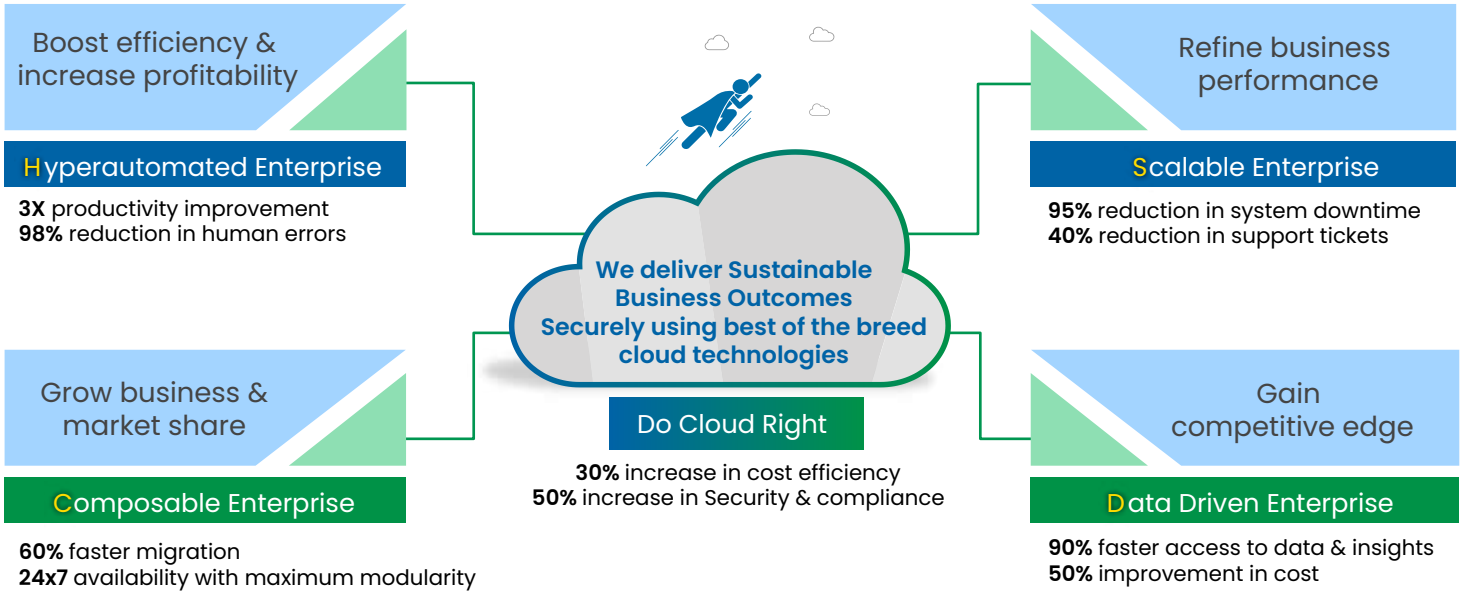 Boost efficiency &
increase profitability
Hyperautomated Enterprise
3X productivity improvement
98% reduction in human errors
Refine business
performance
Scalable Enterprise
95% reduction in system downtime
40% reduction in support tickets
We deliver Sustainable
Business Outcomes
Securely using best of the breed
cloud technologies
Do Cloud Right
30% increase in cost efficiency
50% increase in Security & compliance
Grow business &
market share
Composable Enterprise
60% faster migration
24x7 availability with maximum modularity
Gain
competitive edge
Data Driven Enterprise
90% faster access to data & insights
50% improvement in cost